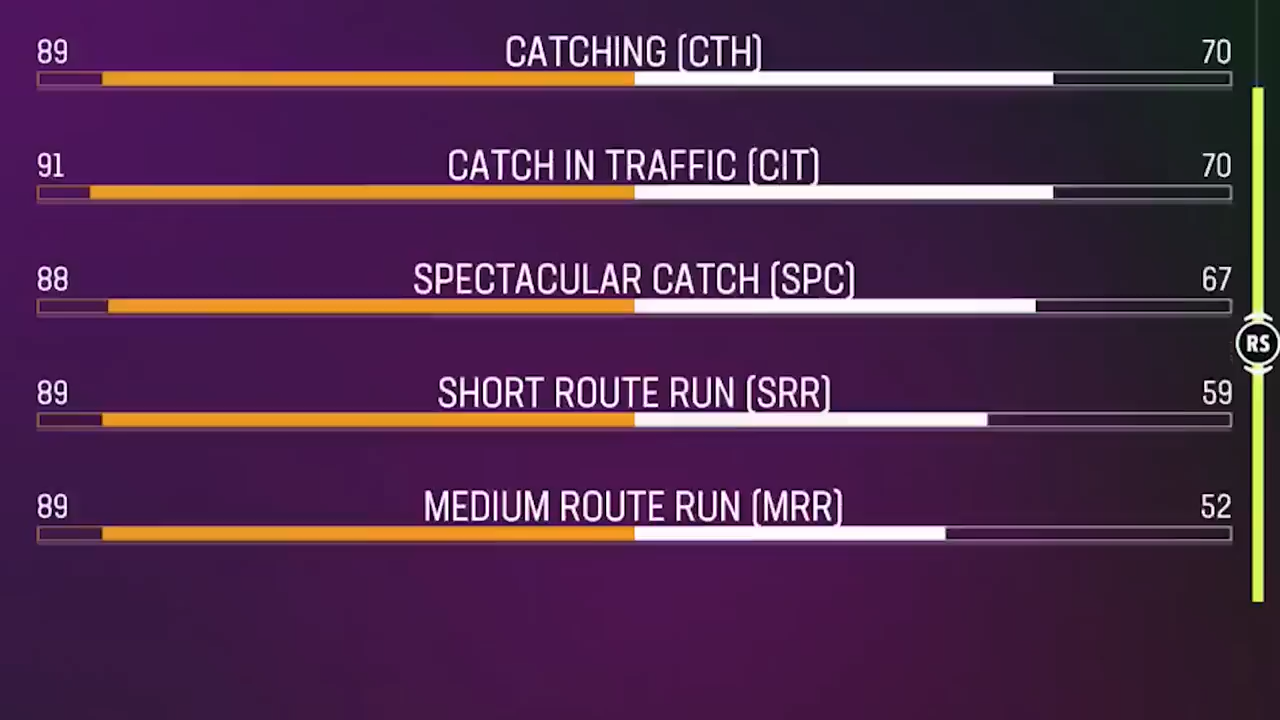 89 CATCHING (CTH) 70
91 CATCH IN TRAFFIC (CIT) 70
88 SPECTACULAR CATCH (SPC) 67
RS
89 SHORT ROUTE RUN (SRR) 59
89 MEDIUM ROUTE RUN (MRR) 52